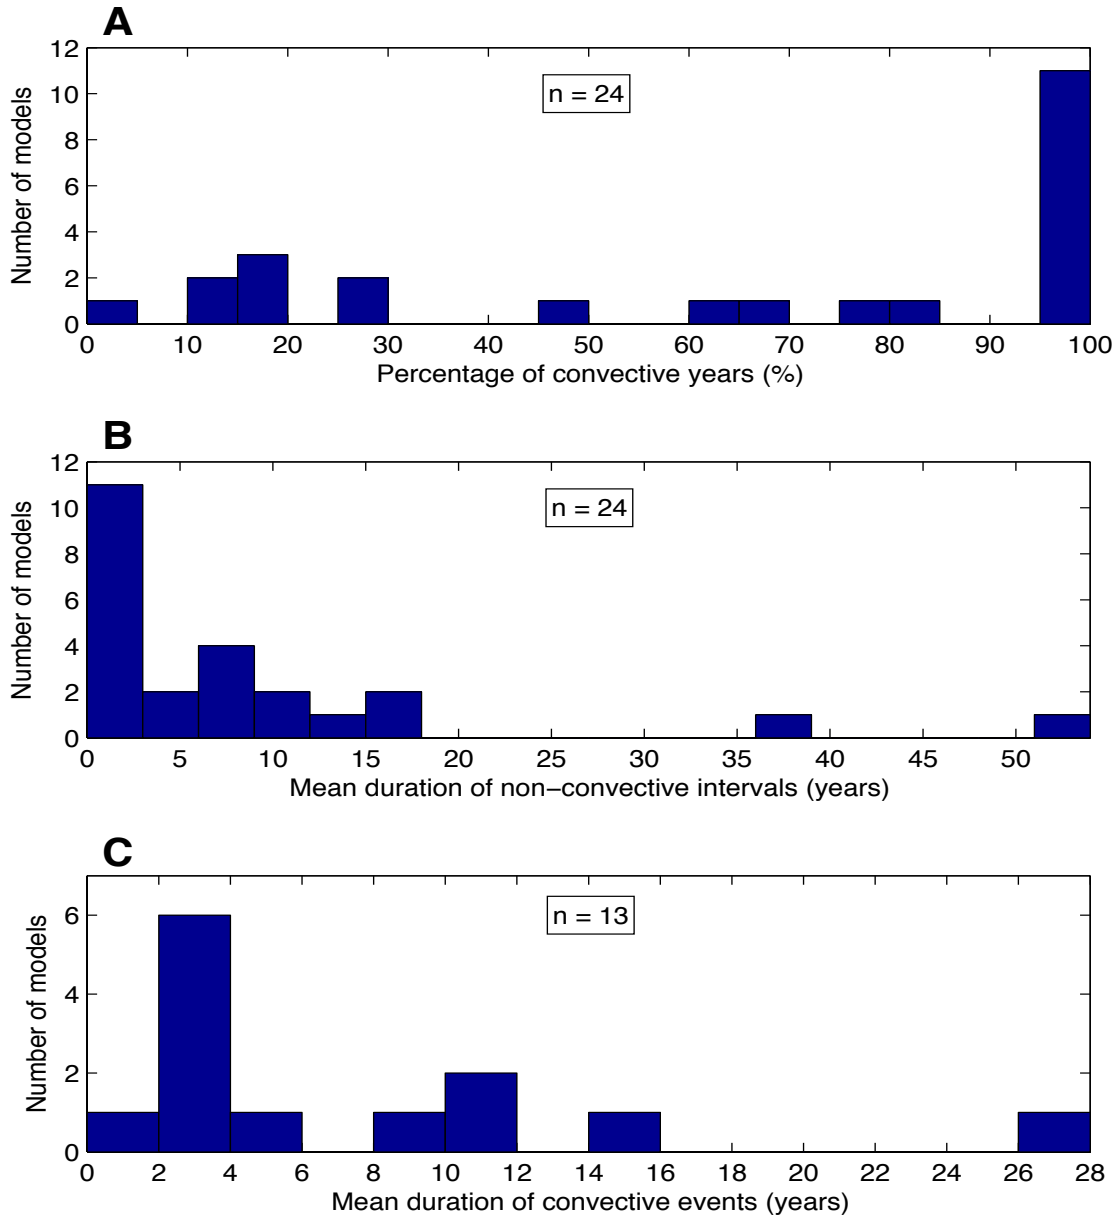 A
12
10
8
6
4
2
0
Number of models
n = 24
0 10 20 30 40 50 60 70 80 90 100
Percentage of convective years (%)
B
12
10
8
6
4
2
0
Number of models
n = 24
0 5 10 15 20 25 30 35 40 45 50
Mean duration of non−convective intervals (years)
C
6
4
2
0
Number of models
n = 13
0 2 4 6 8 10 12 14 16 18 20 22 24 26 28
Mean duration of convective events (years)